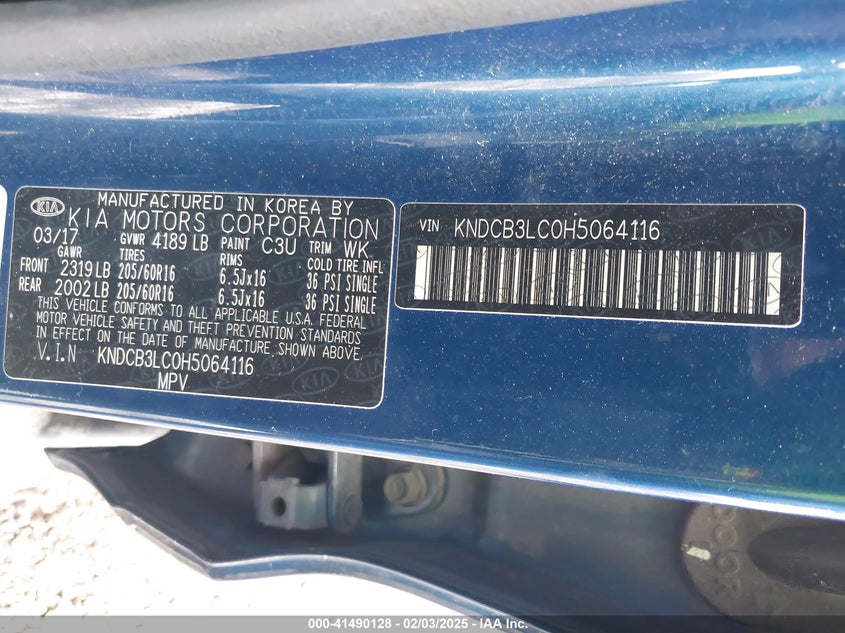 KIA
MANUFACTURED IN KOREA BY
KIA MOTORS CORPORATION
03/17 GVWR 4189 LB PAINT C3U TRIM WK
GAWR TIRES RIMS COLD TIRE INFL
FRONT 2319 LB 205/60R16 6.5Jx16 36 PSI SINGLE
REAR 2002 LB 205/60R16 6.5Jx16 36 PSI SINGLE
THIS VEHICLE CONFORMS TO ALL APPLICABLE U.S.A. FEDERAL
MOTOR VEHICLE SAFETY AND THEFT PREVENTION STANDARDS
IN EFFECT ON THE DATE OF MANUFACTURE SHOWN ABOVE.
V.I.N KNDCB3LC0H5064116
MPV
VIN KNDCB3LC0H5064116
000-41490128 - 02/03/2025 - IAA Inc.